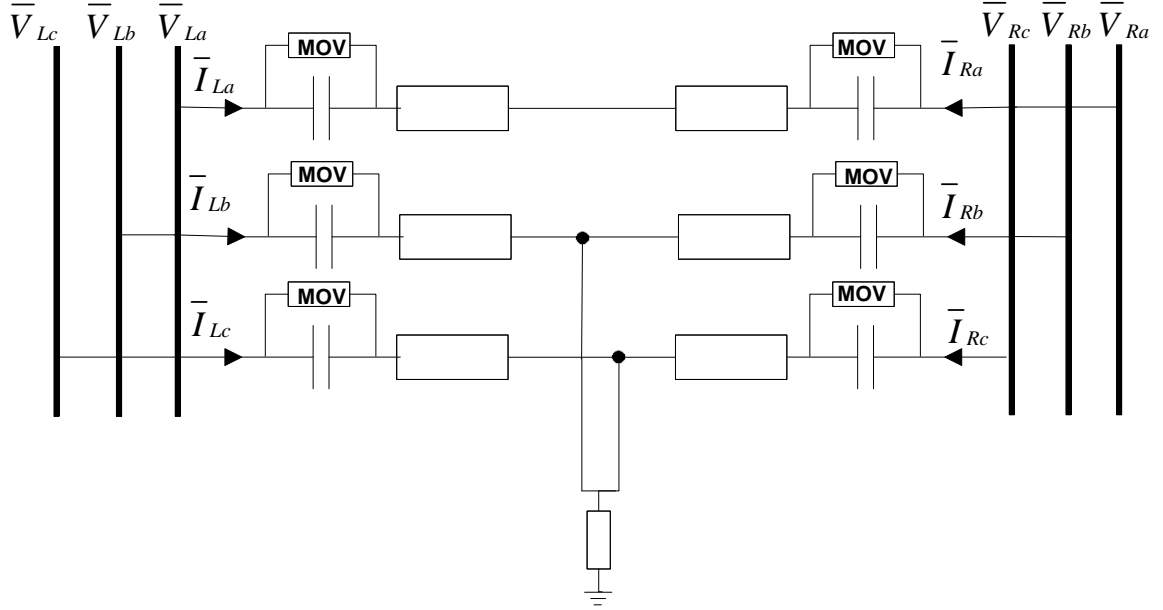 V̅Lc V̅Lb V̅La V̅Rc V̅Rb V̅Ra
MOV MOV
I̅La I̅Ra
MOV MOV
I̅Lb I̅Rb
MOV MOV
I̅Lc I̅Rc